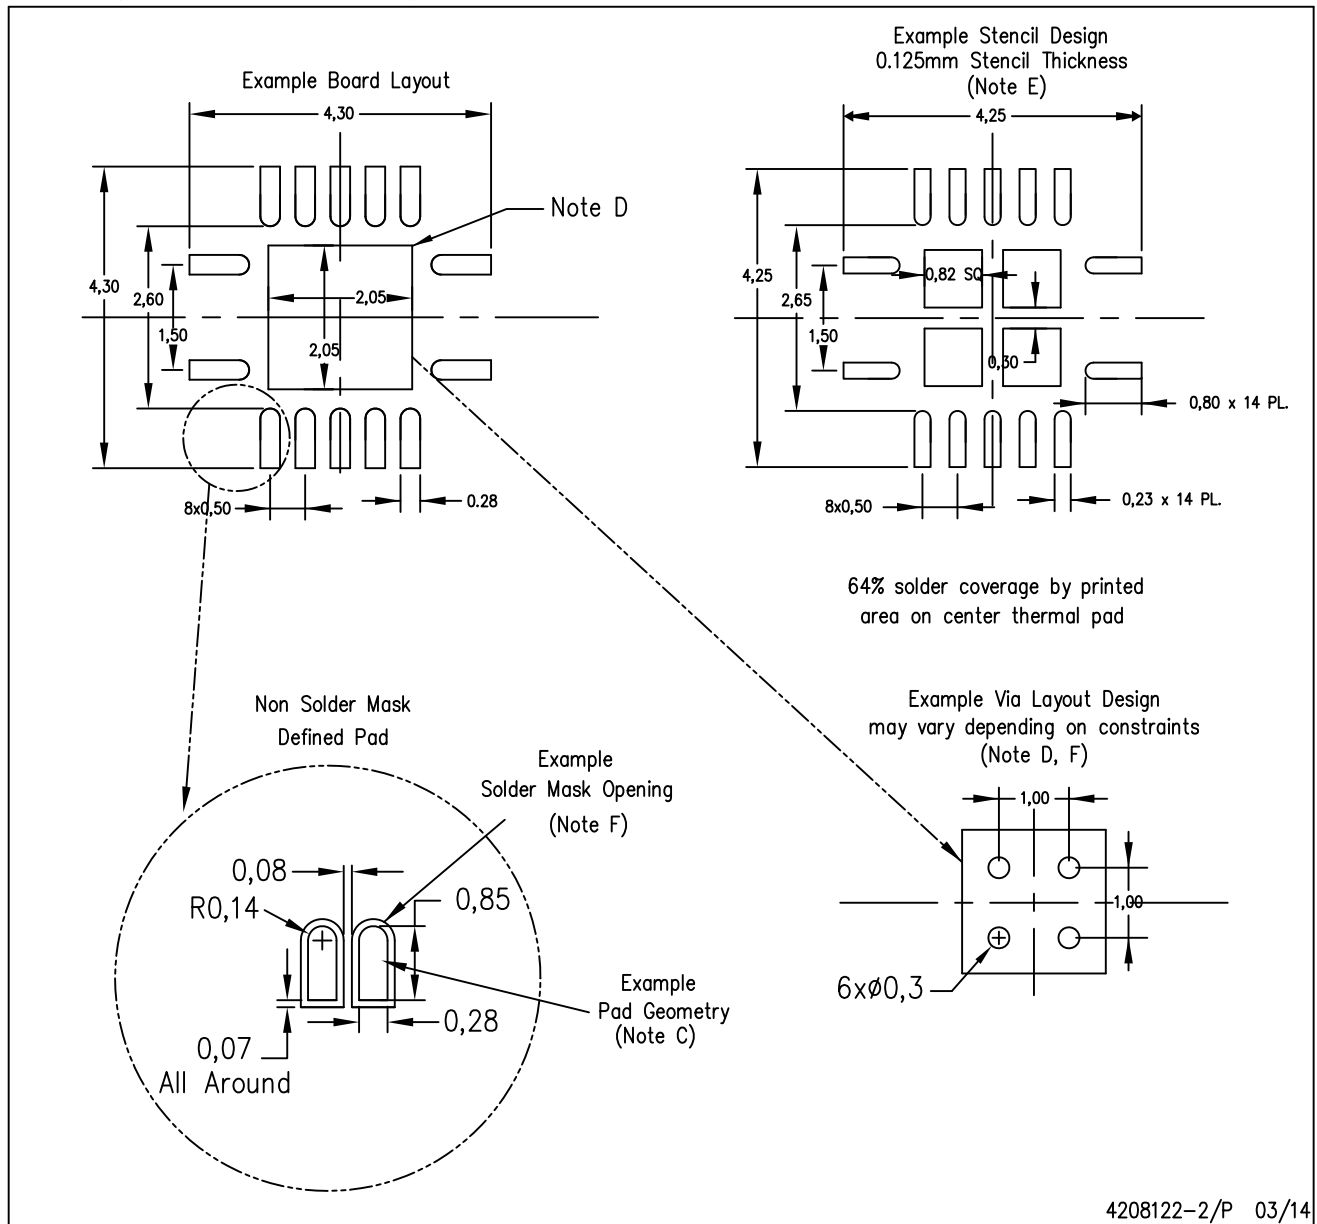 Example Board Layout
4,30
Note D
4,30
2,60
1,50
2,05
2,05
8x0,50
0.28
Example Stencil Design
0.125mm Stencil Thickness
(Note E)
4,25
4,25
2,65
1,50
0,82 SQ
0,30
0,80 x 14 PL.
8x0,50
0,23 x 14 PL.
64% solder coverage by printed
area on center thermal pad
Non Solder Mask
Defined Pad
Example
Solder Mask Opening
(Note F)
0,08
R0,14
0,85
Example
Pad Geometry
(Note C)
0,28
0,07
All Around
Example Via Layout Design
may vary depending on constraints
(Note D, F)
1,00
1,00
6xø0,3
4208122-2/P 03/14